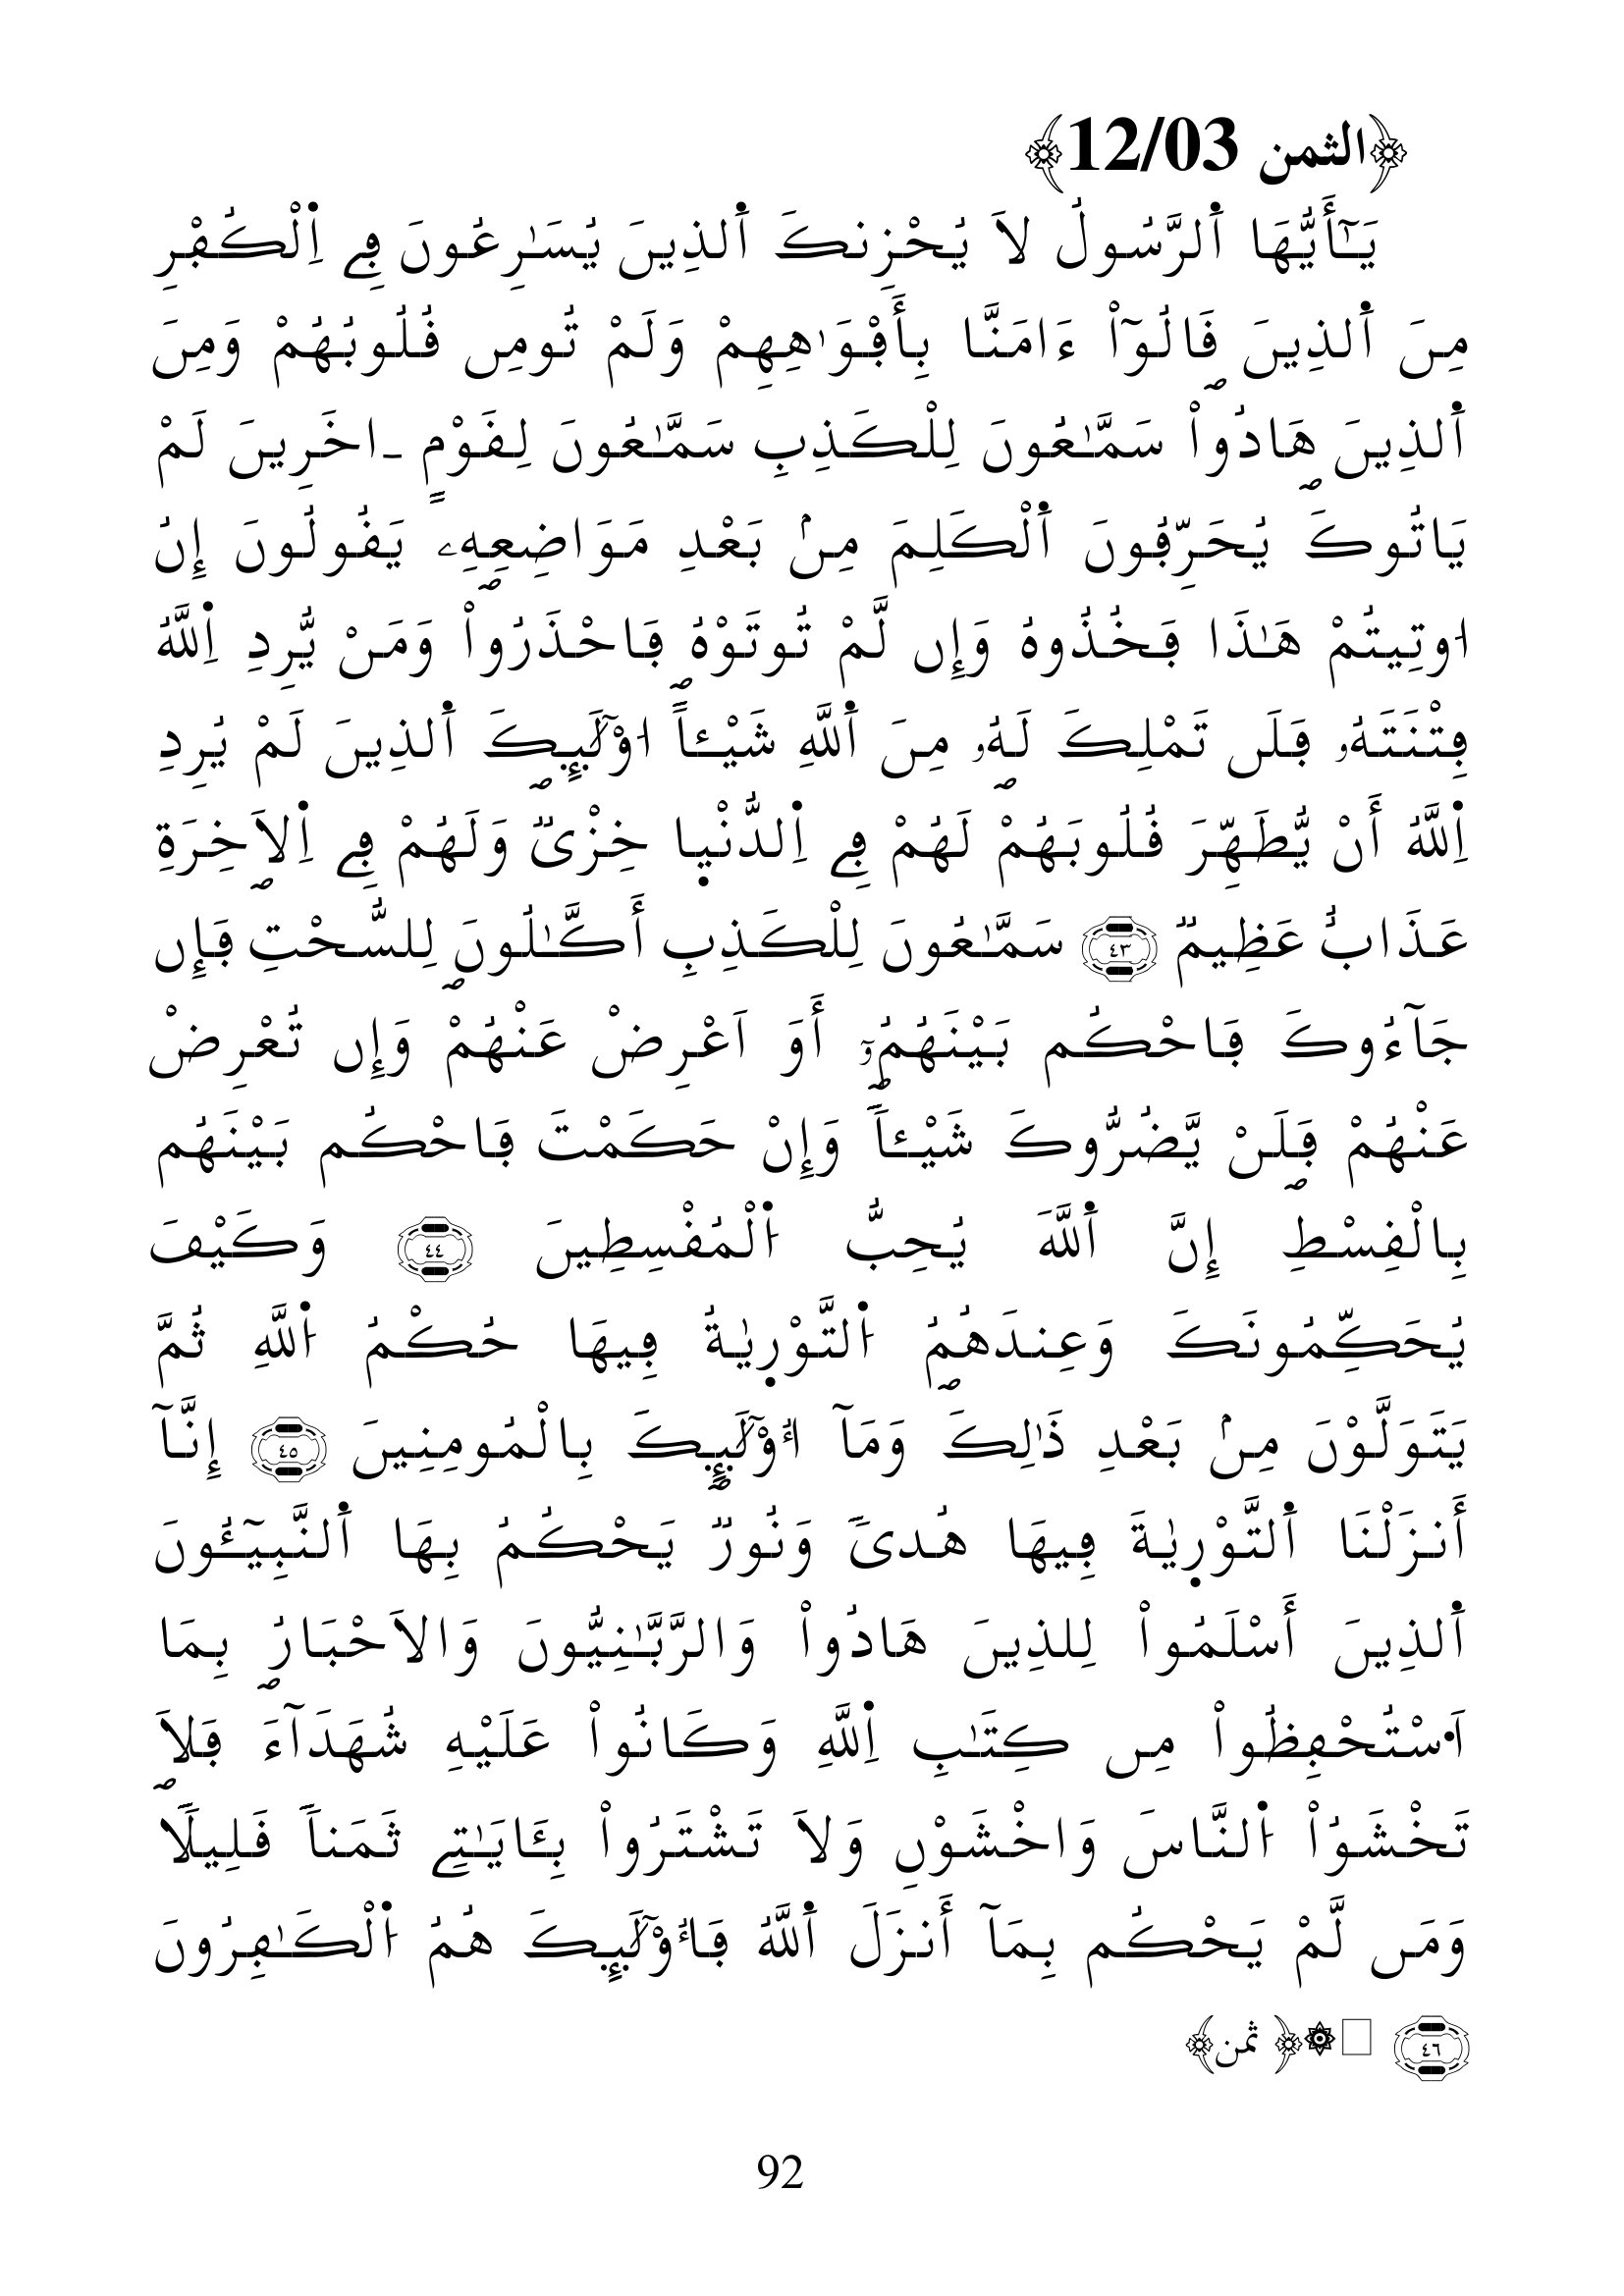 ﴿الثمن 12/03﴾
يَـٰٓأَيُّهَا اَ۬لرَّسُولُ لَا يُحْزِنكَ اَ۬لذِينَ يُسَـٰرِعُونَ فِے اِ۬لْكُفْرِ
مِنَ اَ۬لذِينَ قَالُوٓاْ ءَامَنَّا بِأَفْوَٰهِهِمْ وَلَمْ تُومِن قُلُوبُهُمْ وَمِنَ
اَ۬لذِينَ هَادُواْ سَمَّـٰعُونَ لِلْكَذِبِ سَمَّـٰعُونَ لِقَوْمٍ ـ اخَرِينَ لَمْ
يَاتُوكَ يُحَرِّفُونَ اَ۬لْكَلِمَ مِنۢ بَعْدِ مَوَاضِعِهِۦ يَقُولُونَ إِنُ
ا۟وتِيتُمْ هَـٰذَا فَخُذُوهُ وَإِن لَّمْ تُوتَوْهُ فَاحْذَرُواْ وَمَنْ يُّرِدِ اِ۬للَّهُ
فِتْنَتَهُۥ فَلَن تَمْلِكَ لَهُۥ مِنَ اَ۬للَّهِ شَيْـٔاً ا۟وْلَـٰٓئِكَ اَ۬لذِينَ لَمْ يُرِدِ
اِ۬للَّهُ أَنْ يُّطَهِّرَ قُلُوبَهُمْ لَهُمْ فِے اِ۬لدُّنْيٜا خِزْىٌ وَلَهُمْ فِے اِ۬لَاخِرَةِ
عَذَابٌ عَظِيمٌ ٤٣ سَمَّـٰعُونَ لِلْكَذِبِ أَكَّـٰلُونَ لِلسُّحْتِ فَإِن
جَآءُوكَ فَاحْكُم بَيْنَهُمُۥٓ أَوَ اَعْرِضْ عَنْهُمْ وَإِن تُعْرِضْ
عَنْهُمْ فَلَنْ يَّضُرُّوكَ شَيْـٔاً وَإِنْ حَكَمْتَ فَاحْكُم بَيْنَهُم
بِالْقِسْطِ إِنَّ اَ۬للَّهَ يُحِبُّ اُ۬لْمُقْسِطِينَ ٤٤ وَكَيْفَ
يُحَكِّمُونَكَ وَعِندَهُمُ اُ۬لتَّوْرٜيٰةُ فِيهَا حُكْمُ اُ۬للَّهِ ثُمَّ
يَتَوَلَّوْنَ مِنۢ بَعْدِ ذَٰلِكَ وَمَآ أُوْلَـٰٓئِكَ بِالْمُومِنِينَ ٤٥ إِنَّآ
أَنزَلْنَا اَ۬لتَّوْرٜيٰةَ فِيهَا هُدىً وَنُورٌ يَحْكُمُ بِهَا اَ۬لنَّبِيٓـُٔونَ
اَ۬لذِينَ أَسْلَمُواْ لِلذِينَ هَادُواْ وَالرَّبَّـٰنِيُّونَ وَالَاحْبَارُ بِمَا
اَ۟سْتُحْفِظُواْ مِن كِتَـٰبِ اِ۬للَّهِ وَكَانُواْ عَلَيْهِ شُهَدَآءَ فَلَا
تَخْشَوُاْ اُ۬لنَّاسَ وَاخْشَوْنِ وَلَا تَشْتَرُواْ بِـَٔايَـٰتِے ثَمَناً قَلِيلًا
وَمَن لَّمْ يَحْكُم بِمَآ أَنزَلَ اَ۬للَّهُ فَأُوْلَـٰٓئِكَ هُمُ اُ۬لْكَـٰفِرُونَ
٤٦ ۞﴿ ثمن﴾
92